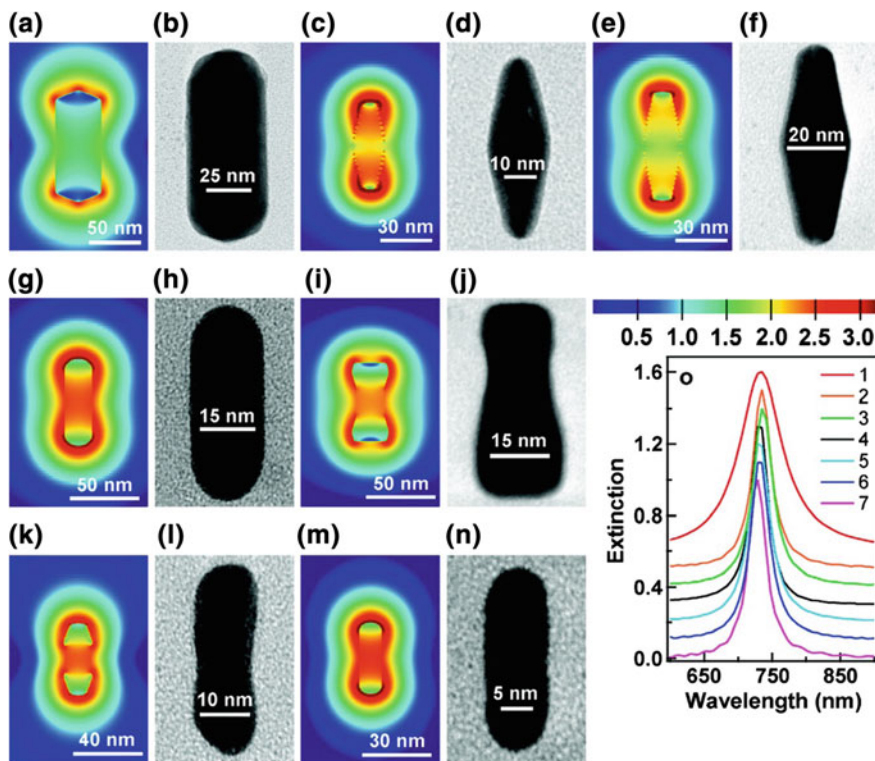 (a) (b) (c) (d) (e) (f)
50 nm 25 nm 30 nm 10 nm 30 nm 20 nm
(g) (h) (i) (j)
50 nm 15 nm 50 nm 15 nm
0.5 1.0 1.5 2.0 2.5 3.0
o
1
2
3
4
5
6
7
1.6
1.2
0.8
0.4
0.0
Extinction
650 750 850
Wavelength (nm)
(k) (l) (m) (n)
40 nm 10 nm 30 nm 5 nm